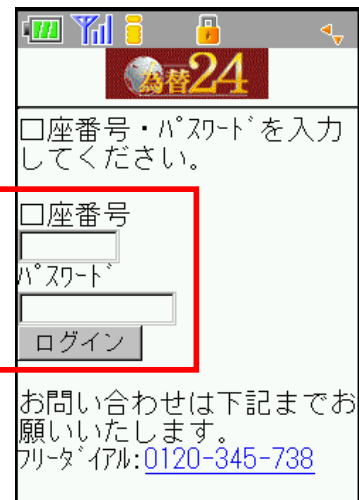 為替24
口座番号・ﾊﾟｽﾜｰﾄﾞを入力
してください。
口座番号
ﾊﾟｽﾜｰﾄﾞ
ログイン
お問い合わせは下記までお
願いいたします。
ﾌﾘｰﾀﾞｲｱﾙ:0120-345-738